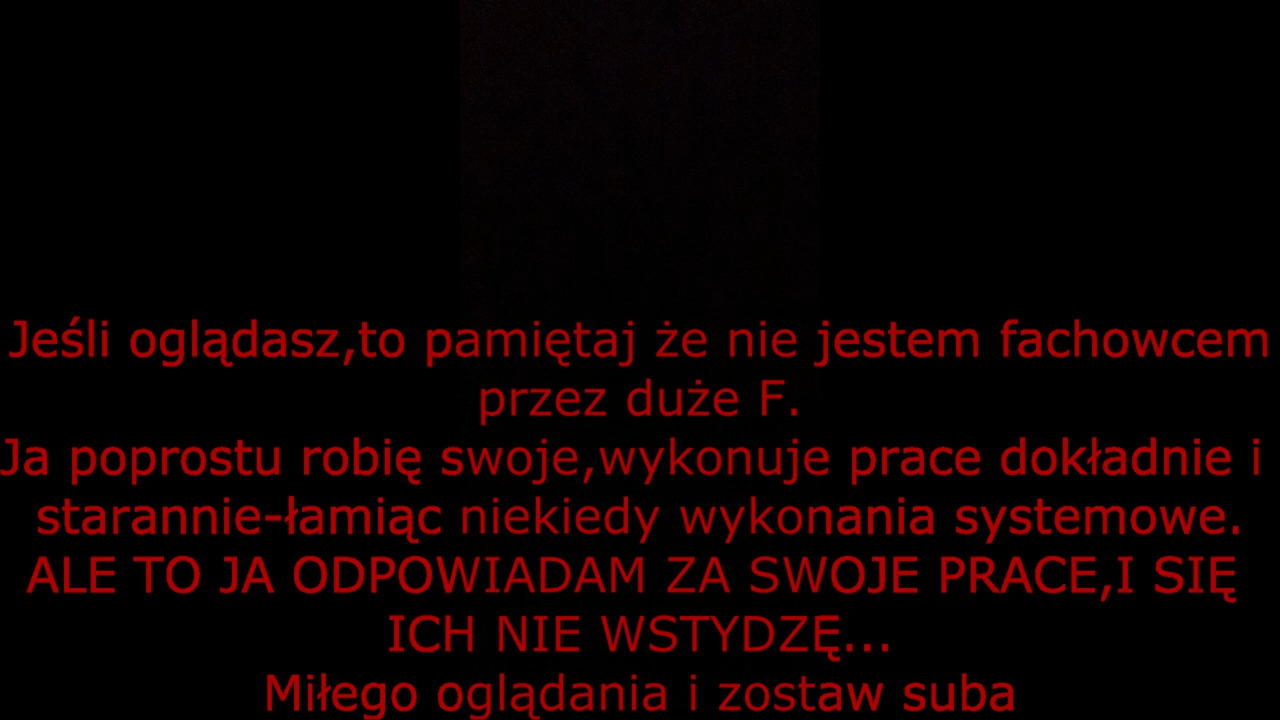 Jeśli oglądasz,to pamiętaj że nie jestem fachowcem
przez duże F.
Ja poprostu robię swoje,wykonuje prace dokładnie i
starannie-łamiąc niekiedy wykonania systemowe.
ALE TO JA ODPOWIADAM ZA SWOJE PRACE,I SIĘ
ICH NIE WSTYDZĘ...
Miłego oglądania i zostaw suba